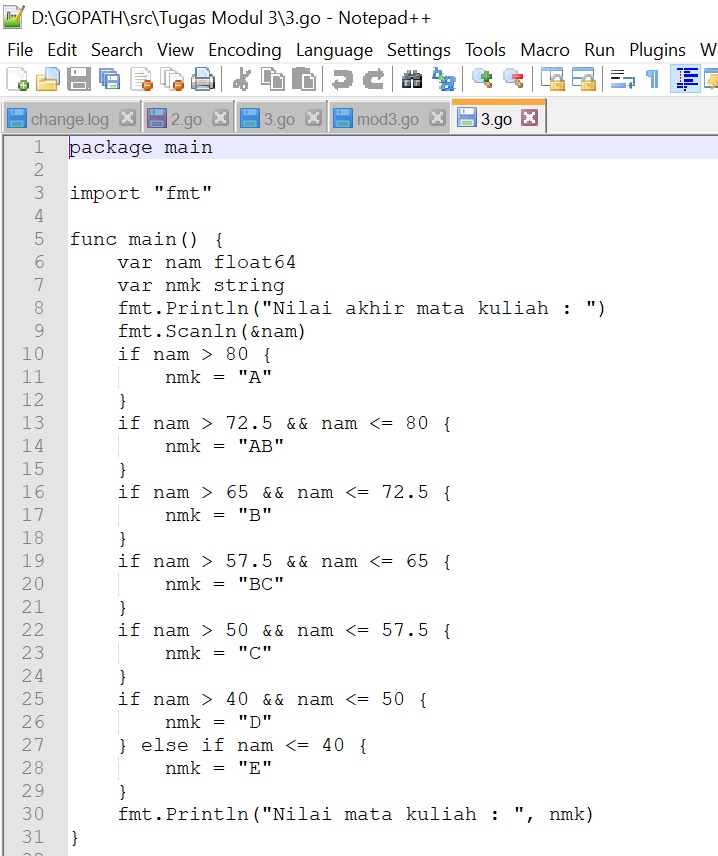 D:\GOPATH\src\Tugas Modul 3\3.go - Notepad++
File Edit Search View Encoding Language Settings Tools Macro Run Plugins W
change.log 2.go 3.go mod3.go 3.go
1 package main
2
3 import "fmt"
4
5 func main() {
6     var nam float64
7     var nmk string
8     fmt.Println("Nilai akhir mata kuliah : ")
9     fmt.Scanln(&nam)
10     if nam > 80 {
11         nmk = "A"
12     }
13     if nam > 72.5 && nam <= 80 {
14         nmk = "AB"
15     }
16     if nam > 65 && nam <= 72.5 {
17         nmk = "B"
18     }
19     if nam > 57.5 && nam <= 65 {
20         nmk = "BC"
21     }
22     if nam > 50 && nam <= 57.5 {
23         nmk = "C"
24     }
25     if nam > 40 && nam <= 50 {
26         nmk = "D"
27     } else if nam <= 40 {
28         nmk = "E"
29     }
30     fmt.Println("Nilai mata kuliah : ", nmk)
31 }